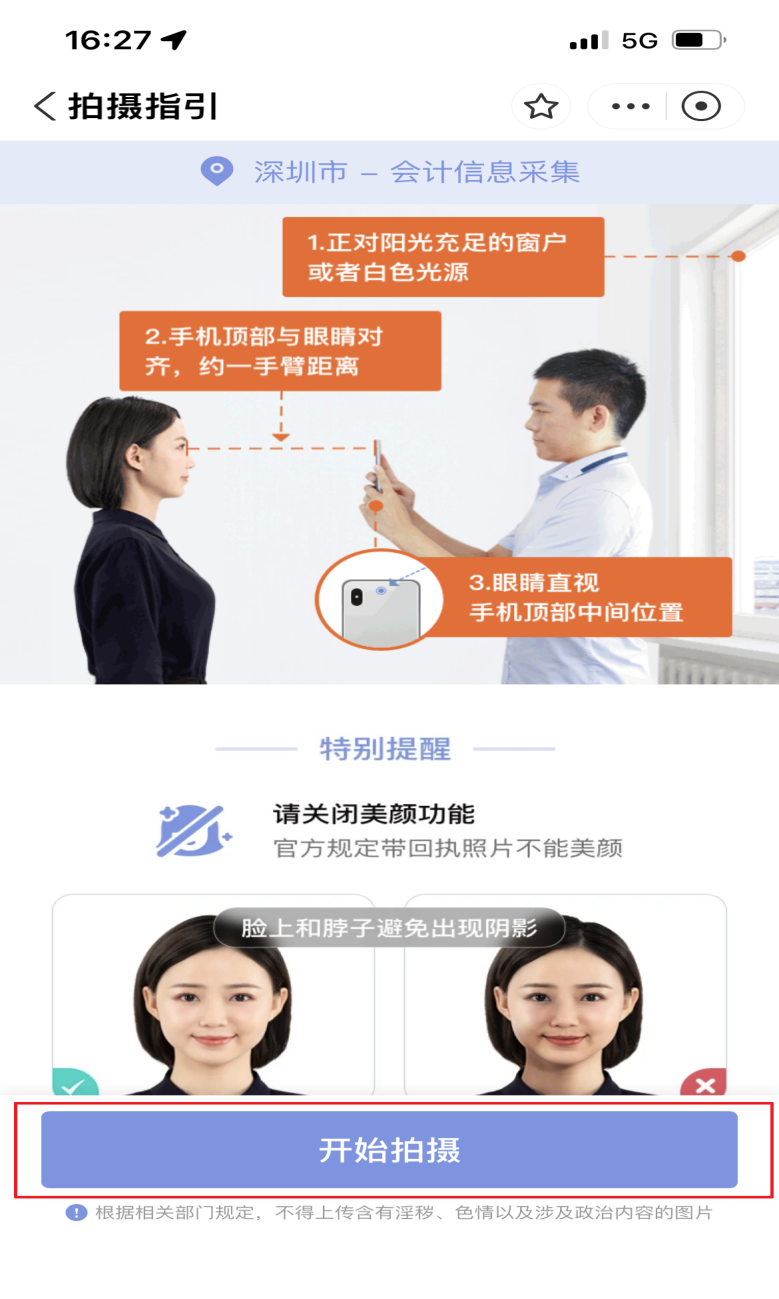 16:27
5G
拍摄指引
深圳市 – 会计信息采集
1.正对阳光充足的窗户
或者白色光源
2.手机顶部与眼睛对
齐，约一手臂距离
3.眼睛直视
手机顶部中间位置
特别提醒
请关闭美颜功能
官方规定带回执照片不能美颜
脸上和脖子避免出现阴影
开始拍摄
根据相关部门规定，不得上传含有淫秽、色情以及涉及政治内容的图片